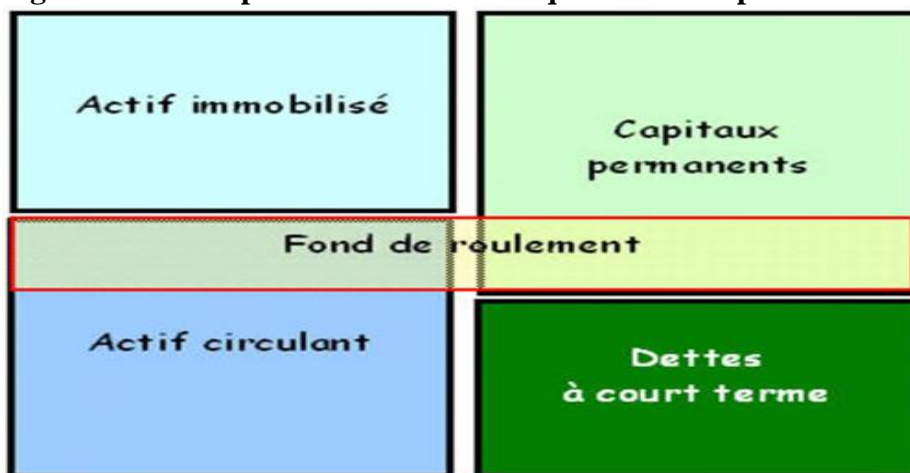 Actif immobilisé
Capitaux
permanents
Fond de roulement
Actif circulant
Dettes
à court terme